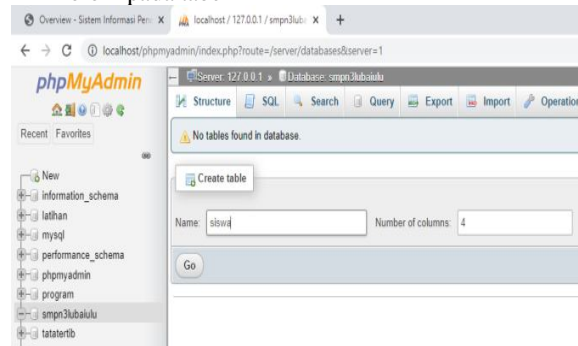 Overview - Sistem Informasi Pen
localhost / 127.0.0.1 / smpn3luba
localhost/phpmyadmin/index.php?route=/server/databases&server=1
phpMyAdmin
Recent Favorites
New
information_schema
latihan
mysql
performance_schema
phpmyadmin
program
smpn3lubaiulu
tatatertib
Server: 127.0.0.1 » Database: smpn3lubaiulu
Structure SQL Search Query Export Import Operation
No tables found in database.
Create table
Name: siswa Number of columns: 4
Go